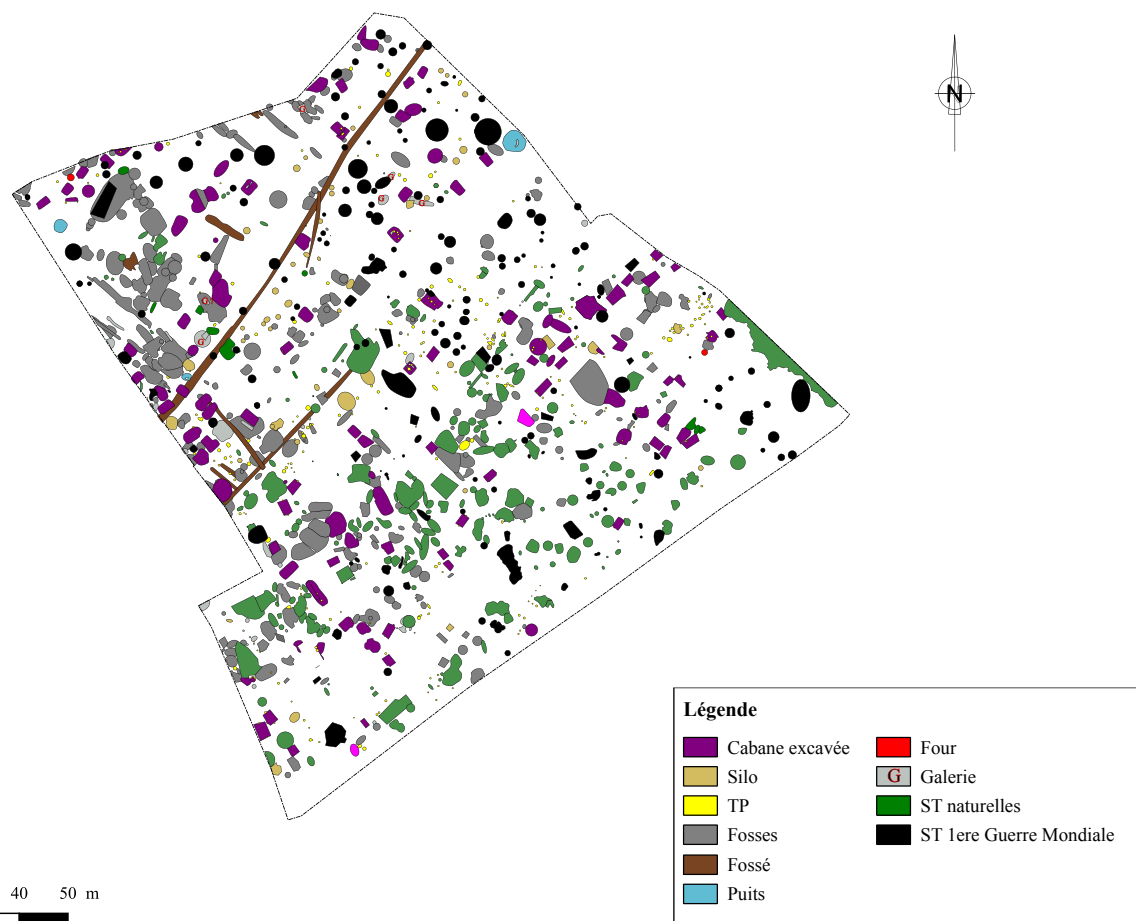 N
G
G
G
G
G
Légende
Cabane excavée
Four
Silo
G Galerie
TP
ST naturelles
Fosses
ST 1ere Guerre Mondiale
Fossé
Puits
40 50 m